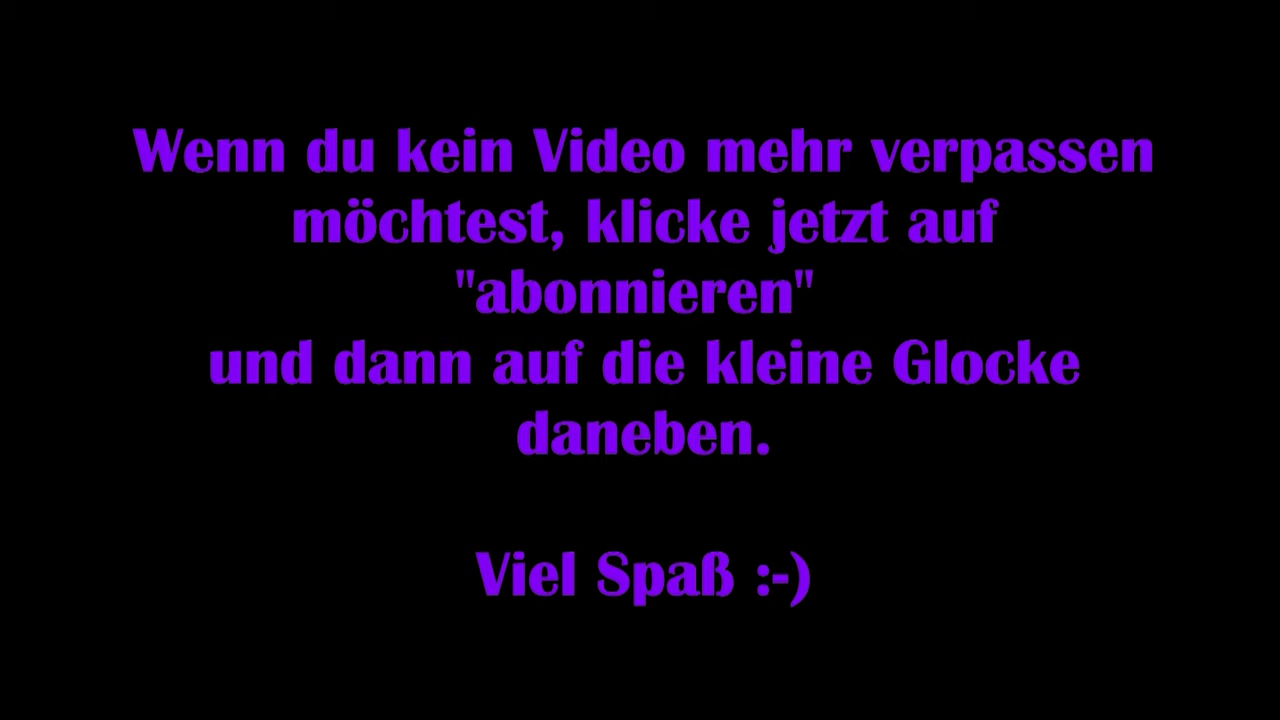 Wenn du kein Video mehr verpassen
möchtest, klicke jetzt auf
"abonnieren"
und dann auf die kleine Glocke
daneben.
Viel Spaß :-)